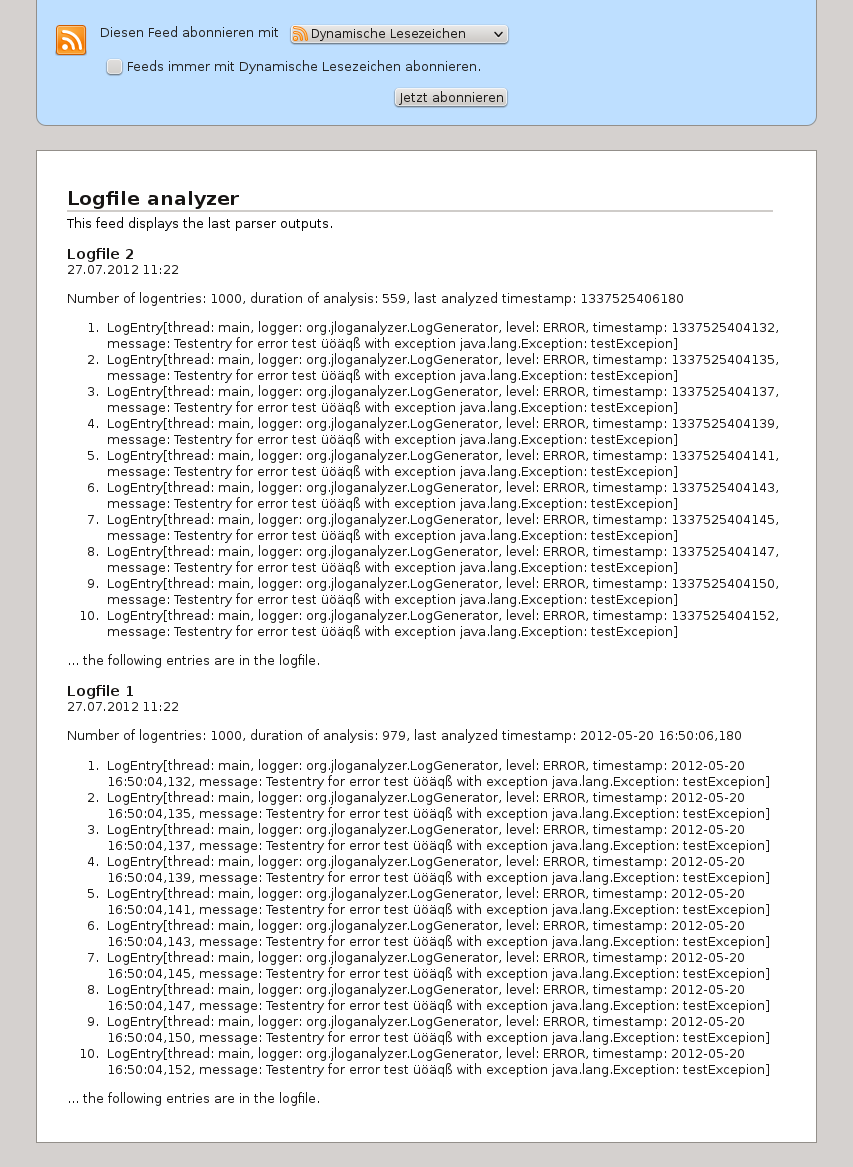 Diesen Feed abonnieren mit Dynamische Lesezeichen
Feeds immer mit Dynamische Lesezeichen abonnieren.
Jetzt abonnieren
Logfile analyzer
This feed displays the last parser outputs.
Logfile 2
27.07.2012 11:22
Number of logentries: 1000, duration of analysis: 559, last analyzed timestamp: 1337525406180
1. LogEntry[thread: main, logger: org.jloganalyzer.LogGenerator, level: ERROR, timestamp: 1337525404132,
message: Testentry for error test üöäqß with exception java.lang.Exception: testExcepion]
2. LogEntry[thread: main, logger: org.jloganalyzer.LogGenerator, level: ERROR, timestamp: 1337525404135,
message: Testentry for error test üöäqß with exception java.lang.Exception: testExcepion]
3. LogEntry[thread: main, logger: org.jloganalyzer.LogGenerator, level: ERROR, timestamp: 1337525404137,
message: Testentry for error test üöäqß with exception java.lang.Exception: testExcepion]
4. LogEntry[thread: main, logger: org.jloganalyzer.LogGenerator, level: ERROR, timestamp: 1337525404139,
message: Testentry for error test üöäqß with exception java.lang.Exception: testExcepion]
5. LogEntry[thread: main, logger: org.jloganalyzer.LogGenerator, level: ERROR, timestamp: 1337525404141,
message: Testentry for error test üöäqß with exception java.lang.Exception: testExcepion]
6. LogEntry[thread: main, logger: org.jloganalyzer.LogGenerator, level: ERROR, timestamp: 1337525404143,
message: Testentry for error test üöäqß with exception java.lang.Exception: testExcepion]
7. LogEntry[thread: main, logger: org.jloganalyzer.LogGenerator, level: ERROR, timestamp: 1337525404145,
message: Testentry for error test üöäqß with exception java.lang.Exception: testExcepion]
8. LogEntry[thread: main, logger: org.jloganalyzer.LogGenerator, level: ERROR, timestamp: 1337525404147,
message: Testentry for error test üöäqß with exception java.lang.Exception: testExcepion]
9. LogEntry[thread: main, logger: org.jloganalyzer.LogGenerator, level: ERROR, timestamp: 1337525404150,
message: Testentry for error test üöäqß with exception java.lang.Exception: testExcepion]
10. LogEntry[thread: main, logger: org.jloganalyzer.LogGenerator, level: ERROR, timestamp: 1337525404152,
message: Testentry for error test üöäqß with exception java.lang.Exception: testExcepion]
... the following entries are in the logfile.
Logfile 1
27.07.2012 11:22
Number of logentries: 1000, duration of analysis: 979, last analyzed timestamp: 2012-05-20 16:50:06,180
1. LogEntry[thread: main, logger: org.jloganalyzer.LogGenerator, level: ERROR, timestamp: 2012-05-20
16:50:04,132, message: Testentry for error test üöäqß with exception java.lang.Exception: testExcepion]
2. LogEntry[thread: main, logger: org.jloganalyzer.LogGenerator, level: ERROR, timestamp: 2012-05-20
16:50:04,135, message: Testentry for error test üöäqß with exception java.lang.Exception: testExcepion]
3. LogEntry[thread: main, logger: org.jloganalyzer.LogGenerator, level: ERROR, timestamp: 2012-05-20
16:50:04,137, message: Testentry for error test üöäqß with exception java.lang.Exception: testExcepion]
4. LogEntry[thread: main, logger: org.jloganalyzer.LogGenerator, level: ERROR, timestamp: 2012-05-20
16:50:04,139, message: Testentry for error test üöäqß with exception java.lang.Exception: testExcepion]
5. LogEntry[thread: main, logger: org.jloganalyzer.LogGenerator, level: ERROR, timestamp: 2012-05-20
16:50:04,141, message: Testentry for error test üöäqß with exception java.lang.Exception: testExcepion]
6. LogEntry[thread: main, logger: org.jloganalyzer.LogGenerator, level: ERROR, timestamp: 2012-05-20
16:50:04,143, message: Testentry for error test üöäqß with exception java.lang.Exception: testExcepion]
7. LogEntry[thread: main, logger: org.jloganalyzer.LogGenerator, level: ERROR, timestamp: 2012-05-20
16:50:04,145, message: Testentry for error test üöäqß with exception java.lang.Exception: testExcepion]
8. LogEntry[thread: main, logger: org.jloganalyzer.LogGenerator, level: ERROR, timestamp: 2012-05-20
16:50:04,147, message: Testentry for error test üöäqß with exception java.lang.Exception: testExcepion]
9. LogEntry[thread: main, logger: org.jloganalyzer.LogGenerator, level: ERROR, timestamp: 2012-05-20
16:50:04,150, message: Testentry for error test üöäqß with exception java.lang.Exception: testExcepion]
10. LogEntry[thread: main, logger: org.jloganalyzer.LogGenerator, level: ERROR, timestamp: 2012-05-20
16:50:04,152, message: Testentry for error test üöäqß with exception java.lang.Exception: testExcepion]
... the following entries are in the logfile.